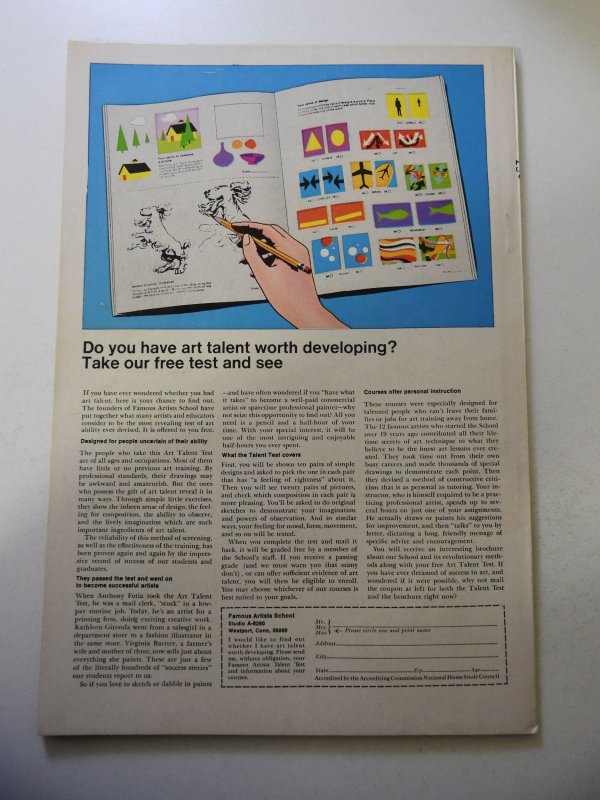 Do you have art talent worth developing?
Take our free test and see
If you have ever wondered whether you had
art talent, here is your chance to find out.
The founders of Famous Artists School have
put together what many artists and educators
consider to be the most revealing test of art
ability ever devised. It is offered to you free.
Designed for people uncertain of their ability
The people who take this Art Talent Test
are of all ages and occupations. Most of them
have little or no previous art training. By
professional standards, their drawings may
be awkward and amateurish. But the ones
who possess the gift of art talent reveal it in
many ways. Through simple little exercises,
they show the inborn sense of design, the feel-
ing for composition, the ability to observe,
and the lively imagination which are such
important ingredients of art talent.
The reliability of this method of screening,
as well as the effectiveness of the training, has
been proven again and again by the impres-
sive record of success of our students and
graduates.
They passed the test and went on
to become successful artists
When Anthony Fotia took the Art Talent
Test, he was a mail clerk, "stuck" in a low-
pay routine job. Today, he's an artist for a
printing firm, doing exciting creative work.
Kathleen Gironda went from a salesgirl in a
department store to a fashion illustrator in
the same store. Virginia Bartter, a farmer's
wife and mother of three, now sells just about
everything she paints. These are just a few
of the literally hundreds of "success stories"
our students report to us.
So if you love to sketch or dabble in paints
—and have often wondered if you "have what
it takes" to become a well-paid commercial
artist or sparetime professional painter—why
not use this opportunity to find out? All you
need is a pencil and a half-hour of your
time. With your special interest, it will be
one of the most intriguing and enjoyable
half-hours you ever spent.
What the Talent Test covers
First, you will be shown ten pairs of simple
designs and asked to pick the one in each pair
that has "a feeling of rightness" about it.
Then you will see twenty pairs of pictures,
and check which composition in each pair is
more pleasing. You'll be asked to do original
sketches to demonstrate your imagination
and powers of observation. And in similar
ways, your feeling for mood, form, movement,
and so on will be tested.
When you complete the test and mail it
back, it will be graded free by a member of
the School's staff. If you receive a passing
grade (and we must warn you that many
don't), or can offer sufficient evidence of art
talent, you will then be eligible to enroll.
You may choose whichever of our courses is
best suited to your goals.
Courses offer personal instruction
These courses were especially designed for
talented people who can't leave their fami-
lies or jobs for art training away from home.
The 12 famous artists who started the School
over 19 years ago contributed all their life-
time secrets of art technique to what they
believe to be the finest art lessons ever cre-
ated. They took time out from their own
busy careers and made thousands of special
drawings to demonstrate each point. Then
they devised a method of constructive criti-
cism that is as personal as tutoring. Your in-
structor, who is himself required to be a prac-
ticing professional artist, spends up to sev-
eral hours on just one of your assignments.
He actually draws or paints his suggestions
for improvement, and then "talks" to you by
letter, dictating a long, friendly message of
specific advice and encouragement.
You will receive an interesting brochure
about our School and its revolutionary meth-
ods along with your free Art Talent Test. If
you have ever dreamed of success in art, and
wondered if it were possible, why not mail
the coupon at left for both the Talent Test
and the brochure right now?
Famous Artists School
Studio A-6260
Westport, Conn. 06880
I would like to find out
whether I have art talent
worth developing. Please send
me, without obligation, your
Famous Artists Talent Test
and information about your
courses.
Mr.
Mrs.
Miss
Please circle one and print name
Address
City
State Zip Age
Accredited by the Accrediting Commission National Home Study Council